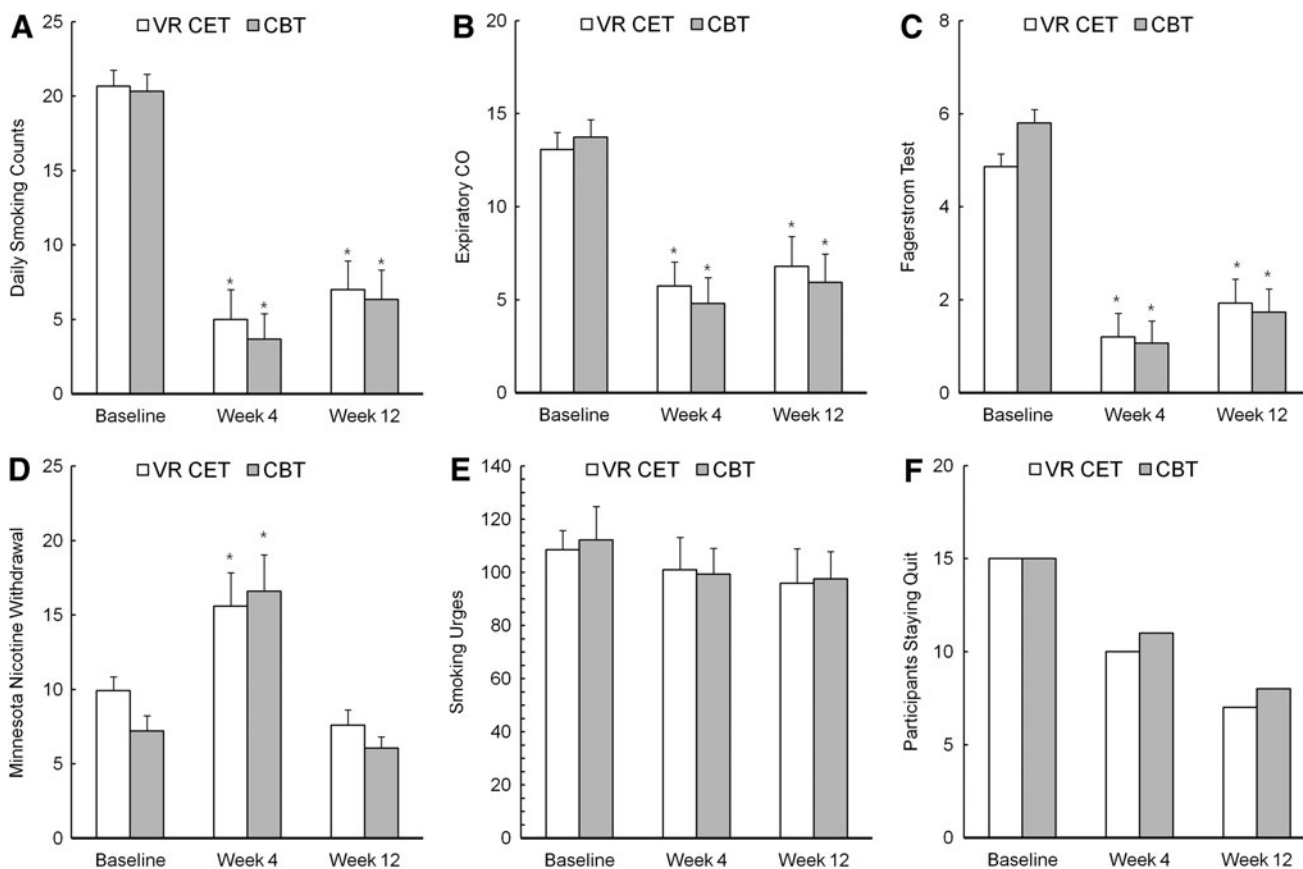 A
VR CET CBT
Daily Smoking Counts
25
20
15
10
5
0
* * * *
Baseline Week 4 Week 12
B
VR CET CBT
Expiratory CO
20
15
10
5
0
* * * *
Baseline Week 4 Week 12
C
VR CET CBT
Fagerstrom Test
8
6
4
2
0
* * * *
Baseline Week 4 Week 12
D
VR CET CBT
Minnesota Nicotine Withdrawal
25
20
15
10
5
0
* *
Baseline Week 4 Week 12
E
VR CET CBT
Smoking Urges
140
120
100
80
60
40
20
0
Baseline Week 4 Week 12
F
VR CET CBT
Participants Staying Quit
20
15
10
5
0
Baseline Week 4 Week 12